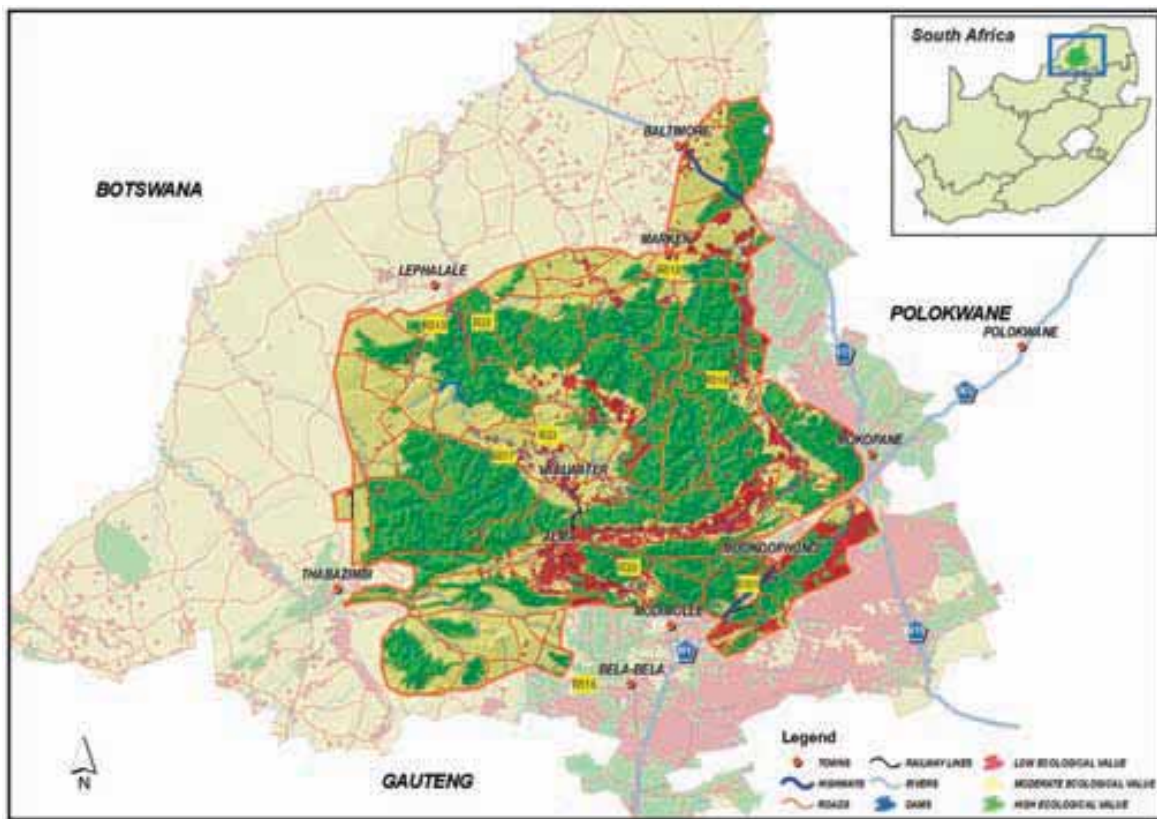 South Africa
BALTIMORE
BOTSWANA
MARKEN
LEPHALALE
POLOKWANE
POLOKWANE
MOKOPANE
VAALWATER
ALMA
THABAZIMBI
MODIMOLLE
BELA-BELA
N
GAUTENG
Legend
TOWNS
RAILWAY LINES
LOW ECOLOGICAL VALUE
HIGHWAYS
RIVERS
MODERATE ECOLOGICAL VALUE
ROADS
DAMS
HIGH ECOLOGICAL VALUE